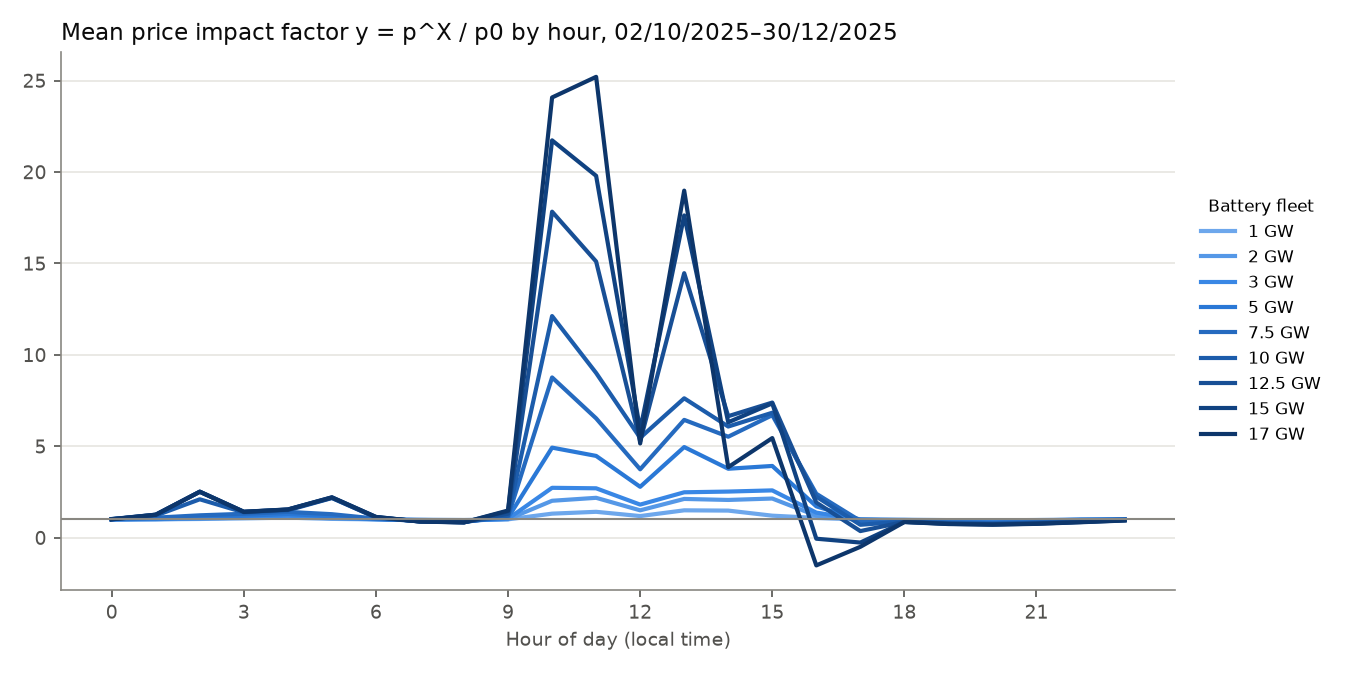 Mean price impact factor y = p^X / p0 by hour, 02/10/2025–30/12/2025
25
20
15
10
5
0
0 3 6 9 12 15 18 21
Hour of day (local time)
Battery fleet
1 GW
2 GW
3 GW
5 GW
7.5 GW
10 GW
12.5 GW
15 GW
17 GW